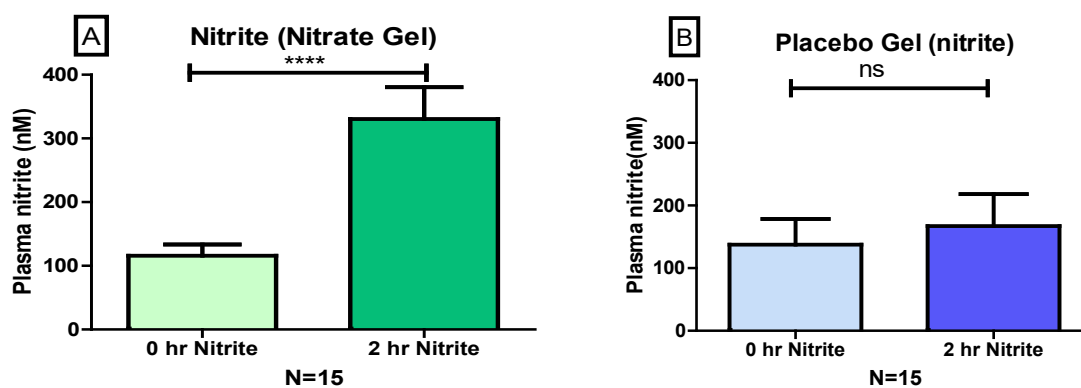 A
Nitrite (Nitrate Gel)
****
400
300
200
100
0
Plasma nitrite (nM)
0 hr Nitrite
2 hr Nitrite
N=15
B
Placebo Gel (nitrite)
ns
400
300
200
100
0
Plasma nitrite(nM)
0 hr Nitrite
2 hr Nitrite
N=15